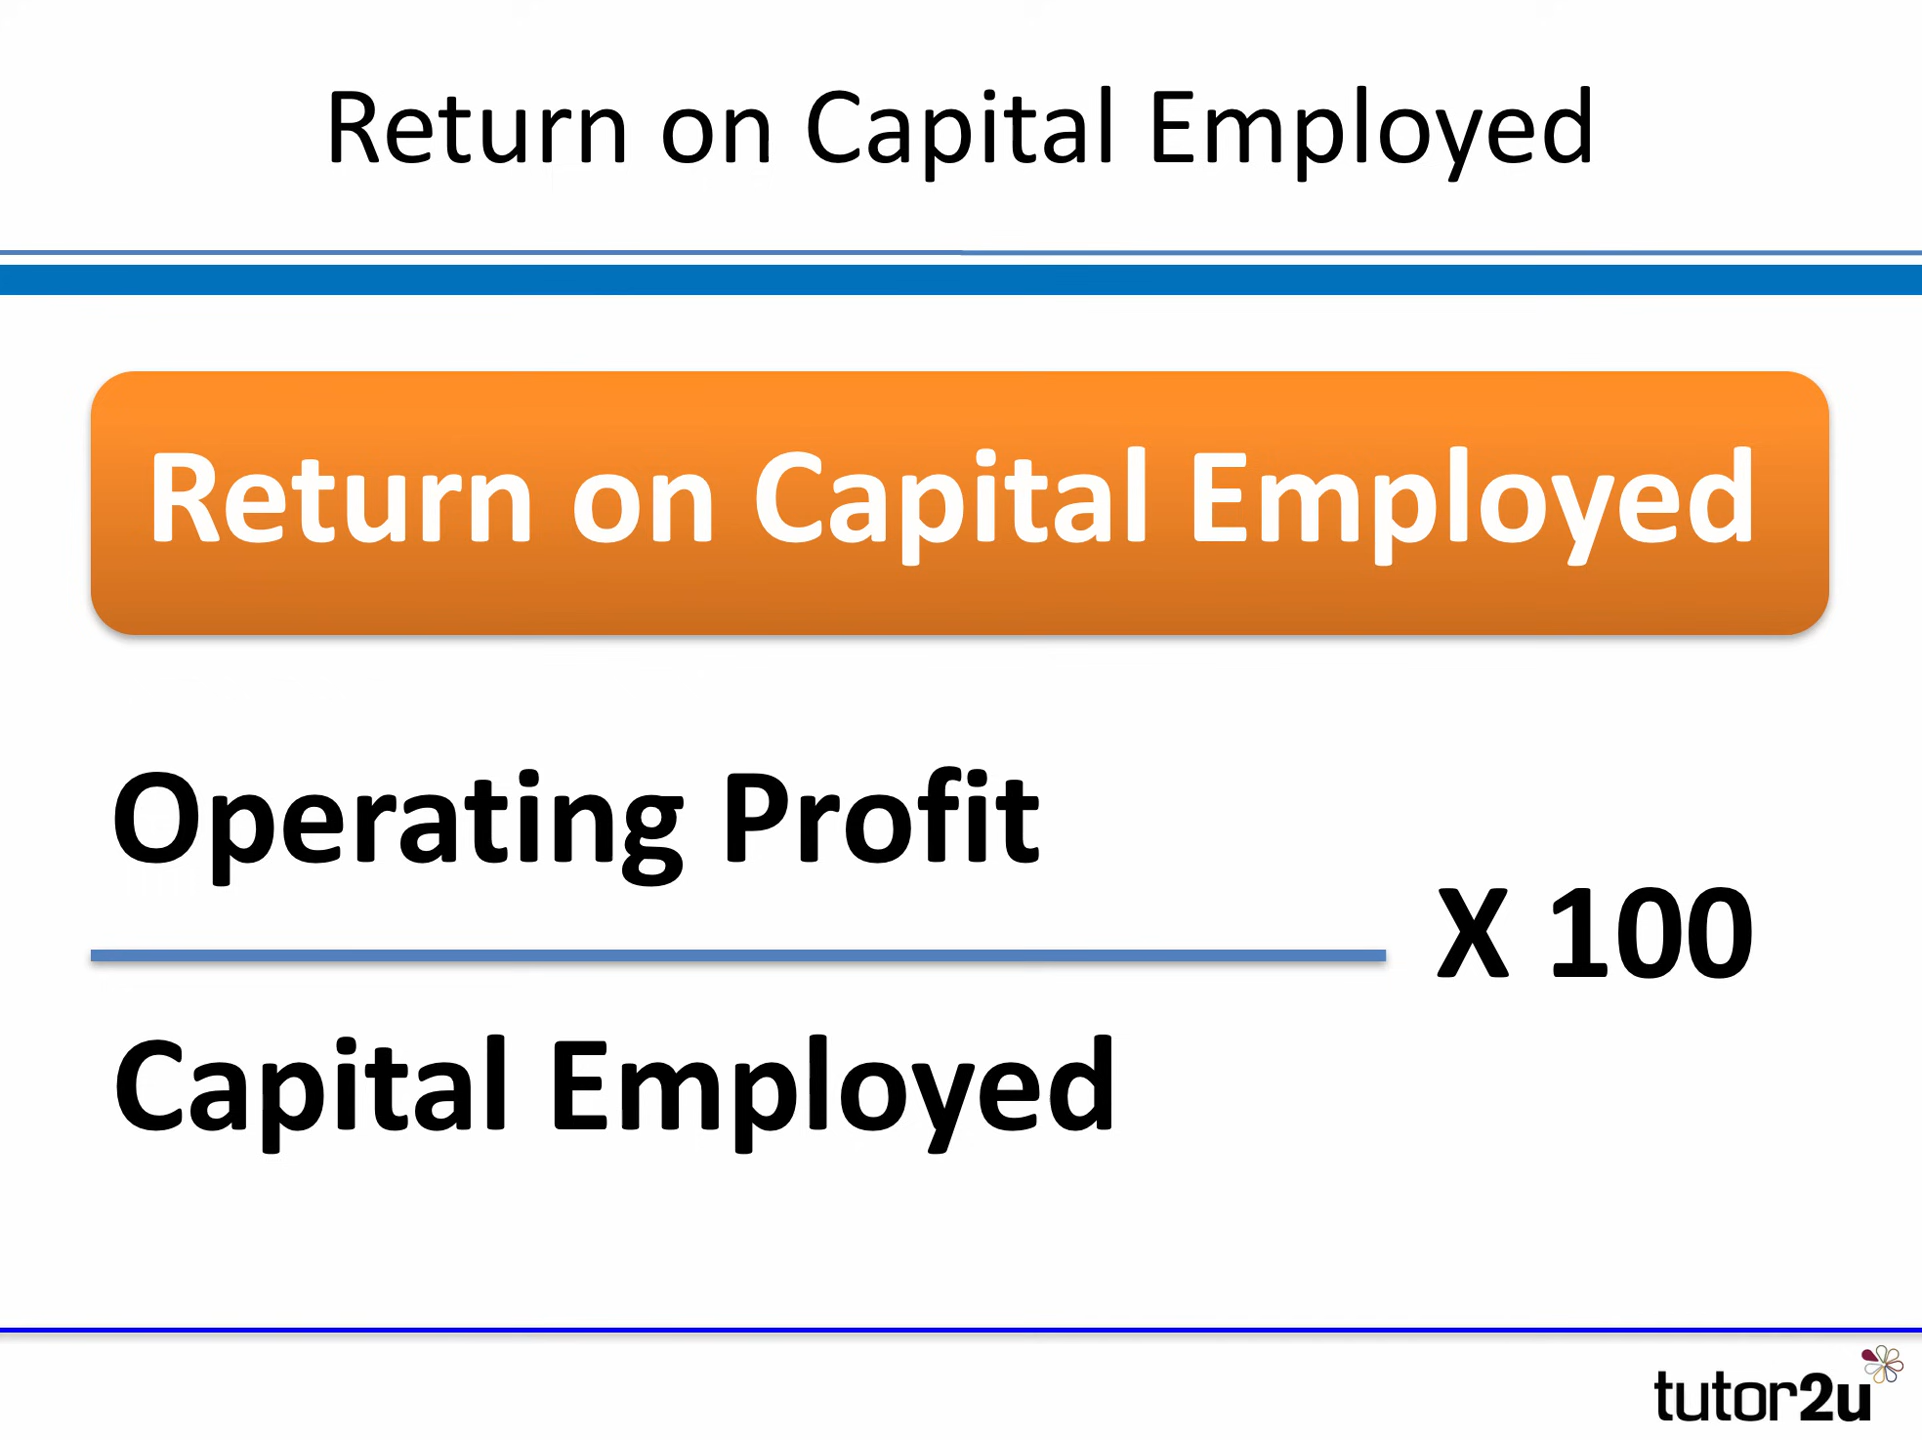 Return on Capital Employed
Return on Capital Employed
Operating Profit
X 100
Capital Employed
tutor2u